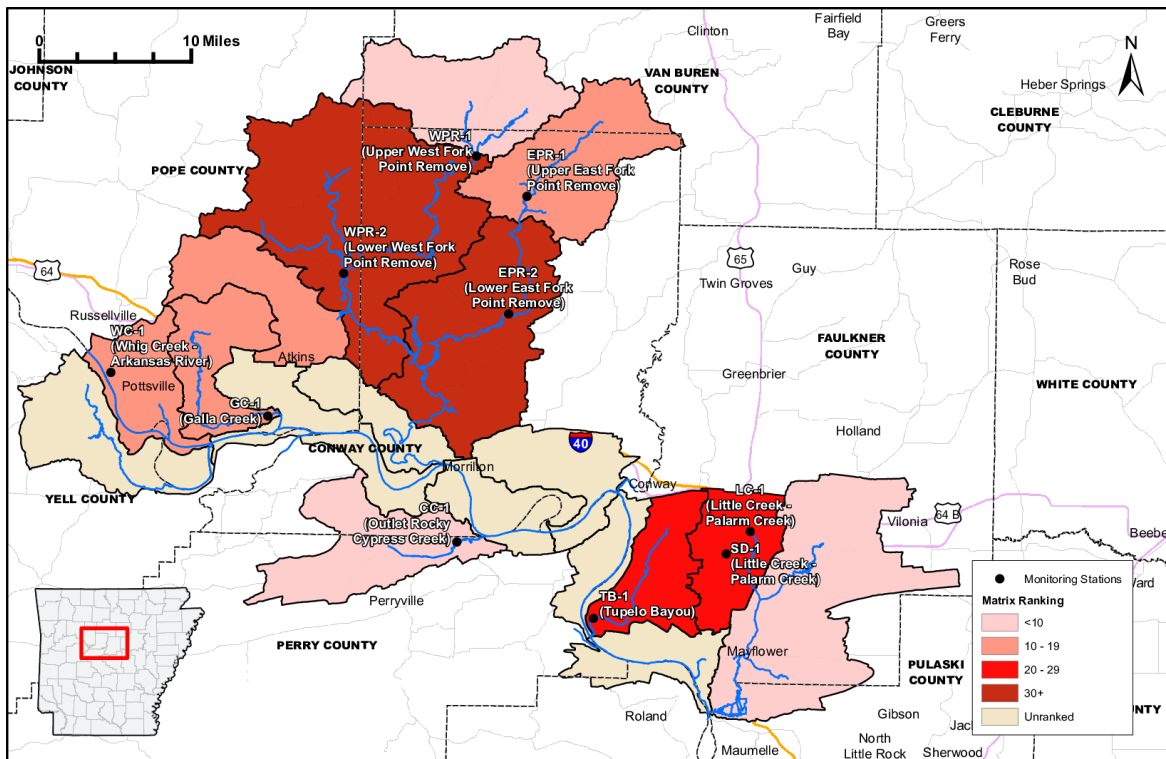 0
10 Miles
Clinton
Fairfield
Bay
Greers
Ferry
N
JOHNSON
COUNTY
VAN BUREN
COUNTY
Heber Springs
CLEBURNE
COUNTY
WPR-1
(Upper West Fork
Point Remove)
EPR-1
(Upper East Fork
Point Remove)
POPE COUNTY
WPR-2
(Lower West Fork
Point Remove)
EPR-2
(Lower East Fork
Point Remove)
64
65
Guy
Rose
Bud
Twin Groves
Russellville
WC-1
(Whig Creek -
Arkansas River)
Pottsville
Atkins
FAULKNER
COUNTY
Greenbrier
WHITE COUNTY
GC-1
(Galla Creek)
Holland
CONWAY COUNTY
40
Morrilton
Conway
YELL COUNTY
CC-1
(Outlet Rocky
Cypress Creek)
LC-1
(Little Creek -
Palarm Creek)
SD-1
(Little Creek -
Palarm Creek)
Vilonia
64 B
Beebe
Ward
TB-1
(Tupelo Bayou)
Perryville
PERRY COUNTY
Mayflower
PULASKI
COUNTY
Roland
Gibson
Maumelle
North
Little Rock
Sherwood
Jac
COUNTY
Monitoring Stations
Matrix Ranking
<10
10 - 19
20 - 29
30+
Unranked